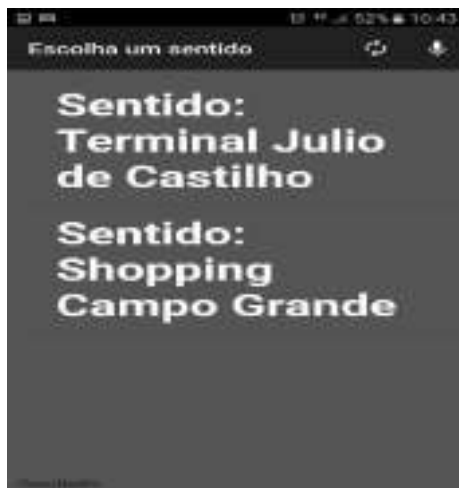 52% 10:43
Escolha um sentido
Sentido:
Terminal Julio
de Castilho
Sentido:
Shopping
Campo Grande